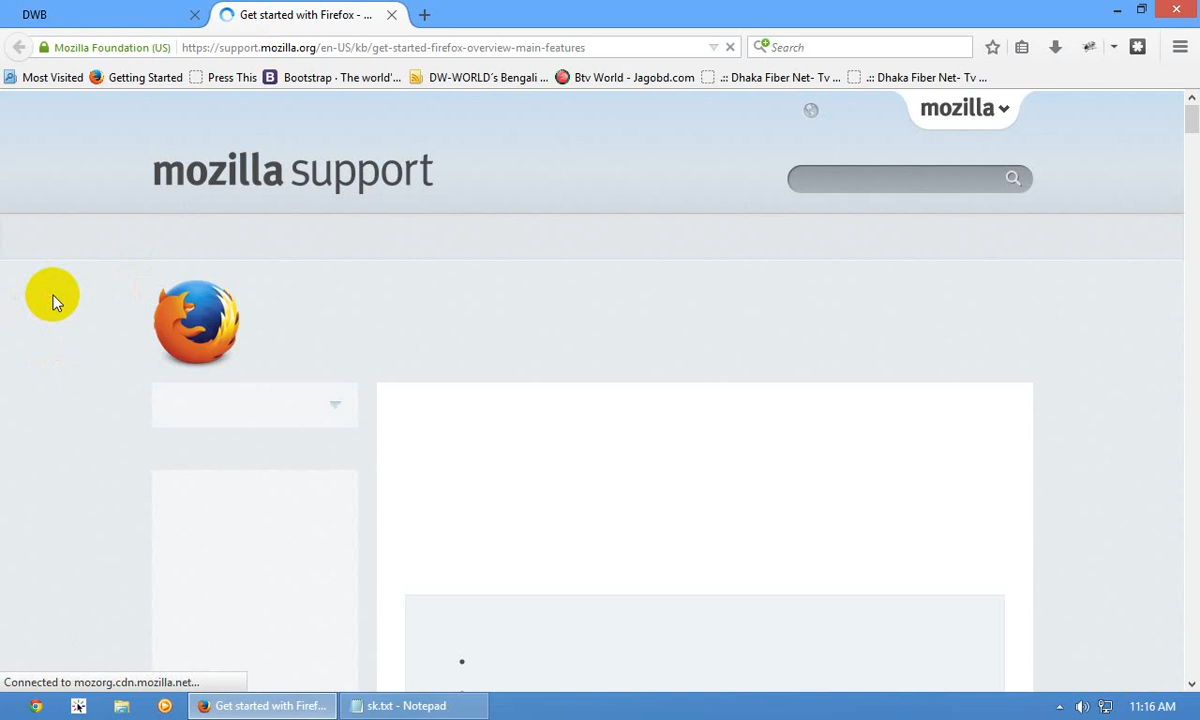 DWB
Get started with Firefox - ...
Mozilla Foundation (US)
https://support.mozilla.org/en-US/kb/get-started-firefox-overview-main-features
Search
Most Visited
Getting Started
Press This
Bootstrap · The world'...
DW-WORLD´s Bengali ...
Btv World - Jagobd.com
.:: Dhaka Fiber Net- Tv ...
.:: Dhaka Fiber Net- Tv ...
mozilla
mozilla support
Connected to mozorg.cdn.mozilla.net...
Get started with Firef...
sk.txt - Notepad
11:16 AM